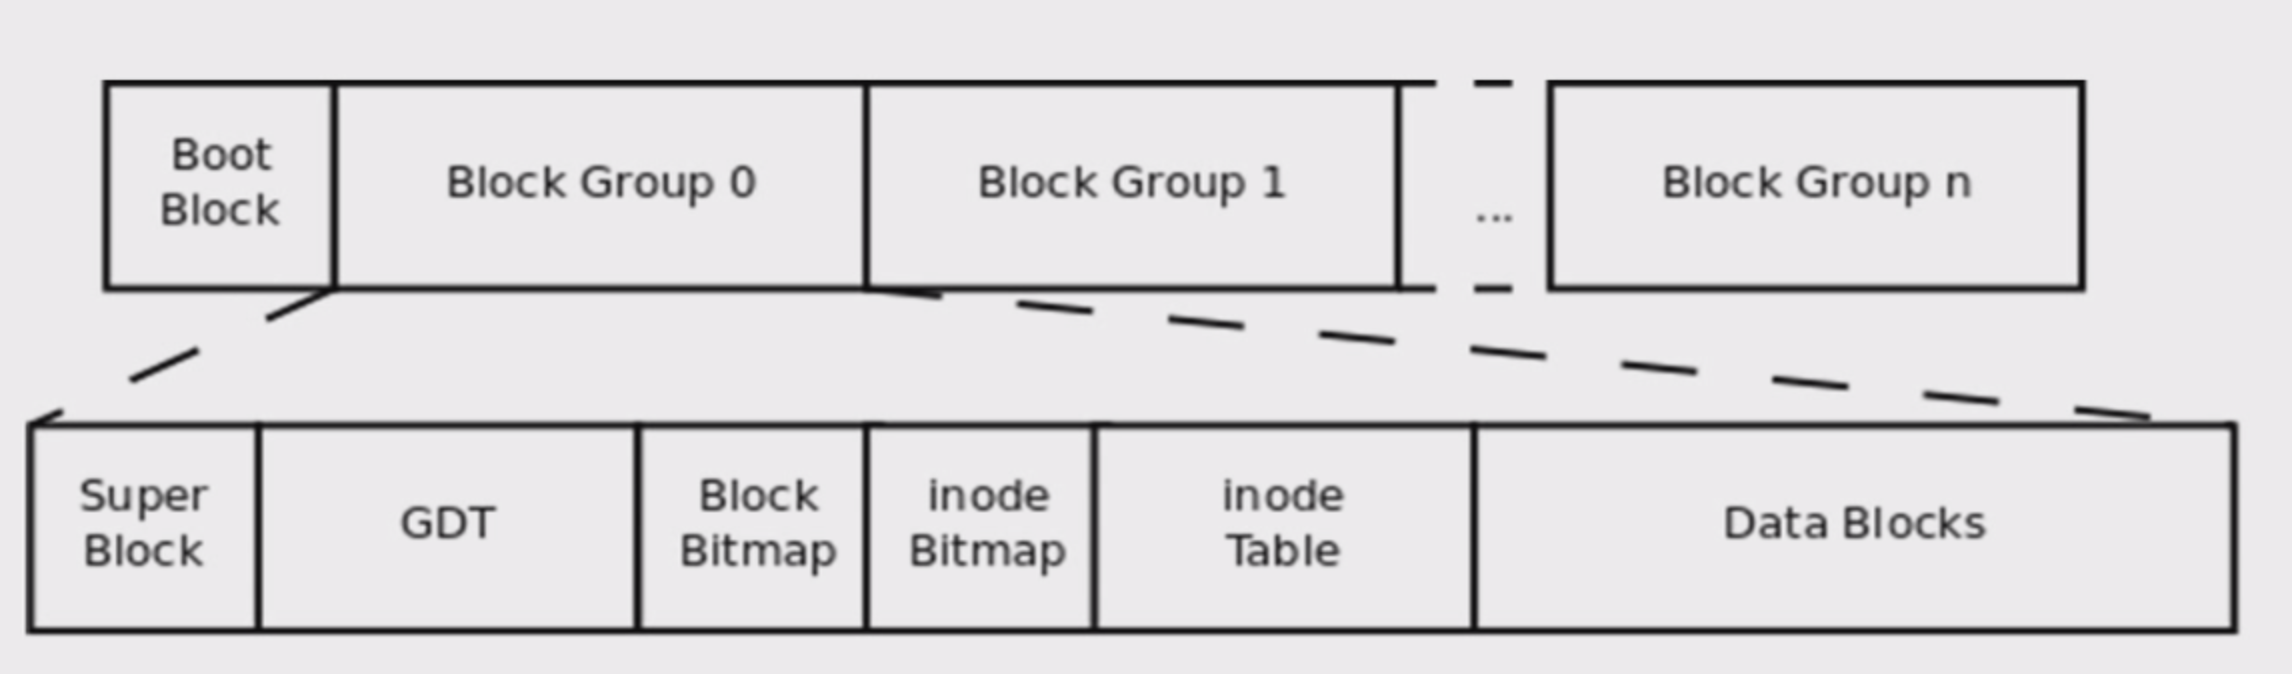 Boot
Block
Block Group 0
Block Group 1
...
Block Group n
Super
Block
GDT
Block
Bitmap
inode
Bitmap
inode
Table
Data Blocks